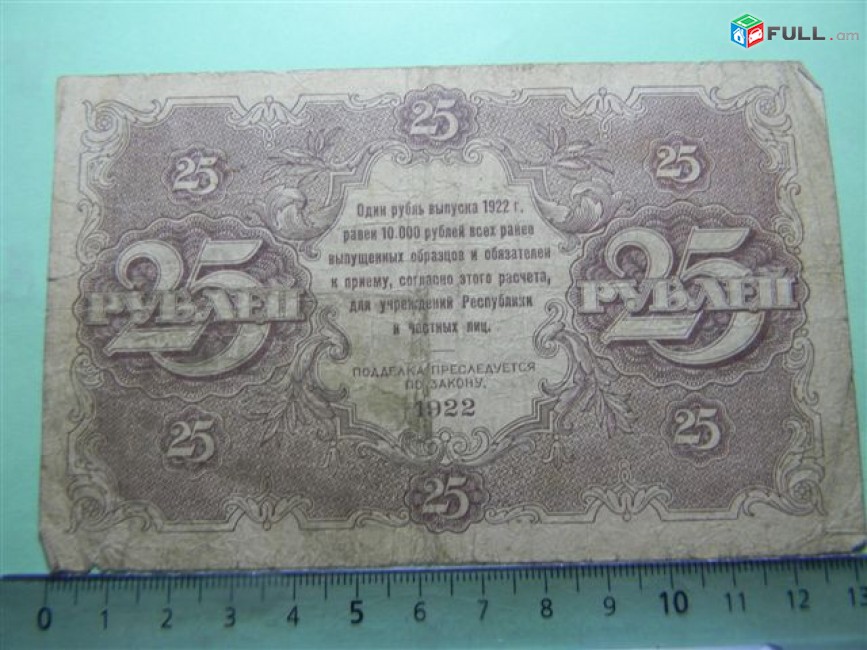 FULL.am
25
25 25
25 РУБЛЕЙ
25 РУБЛЕЙ
Один рубль выпуска 1922 г.
равен 10.000 рублей всех ранее
выпущенных образцов и обязателен
к приему, согласно этого расчета,
для учреждений Республики
и частных лиц.
ПОДДЕЛКА ПРЕСЛЕДУЕТСЯ
ПО ЗАКОНУ.
1922
25 25
25
0 1 2 3 4 5 6 7 8 9 10 11 12 13